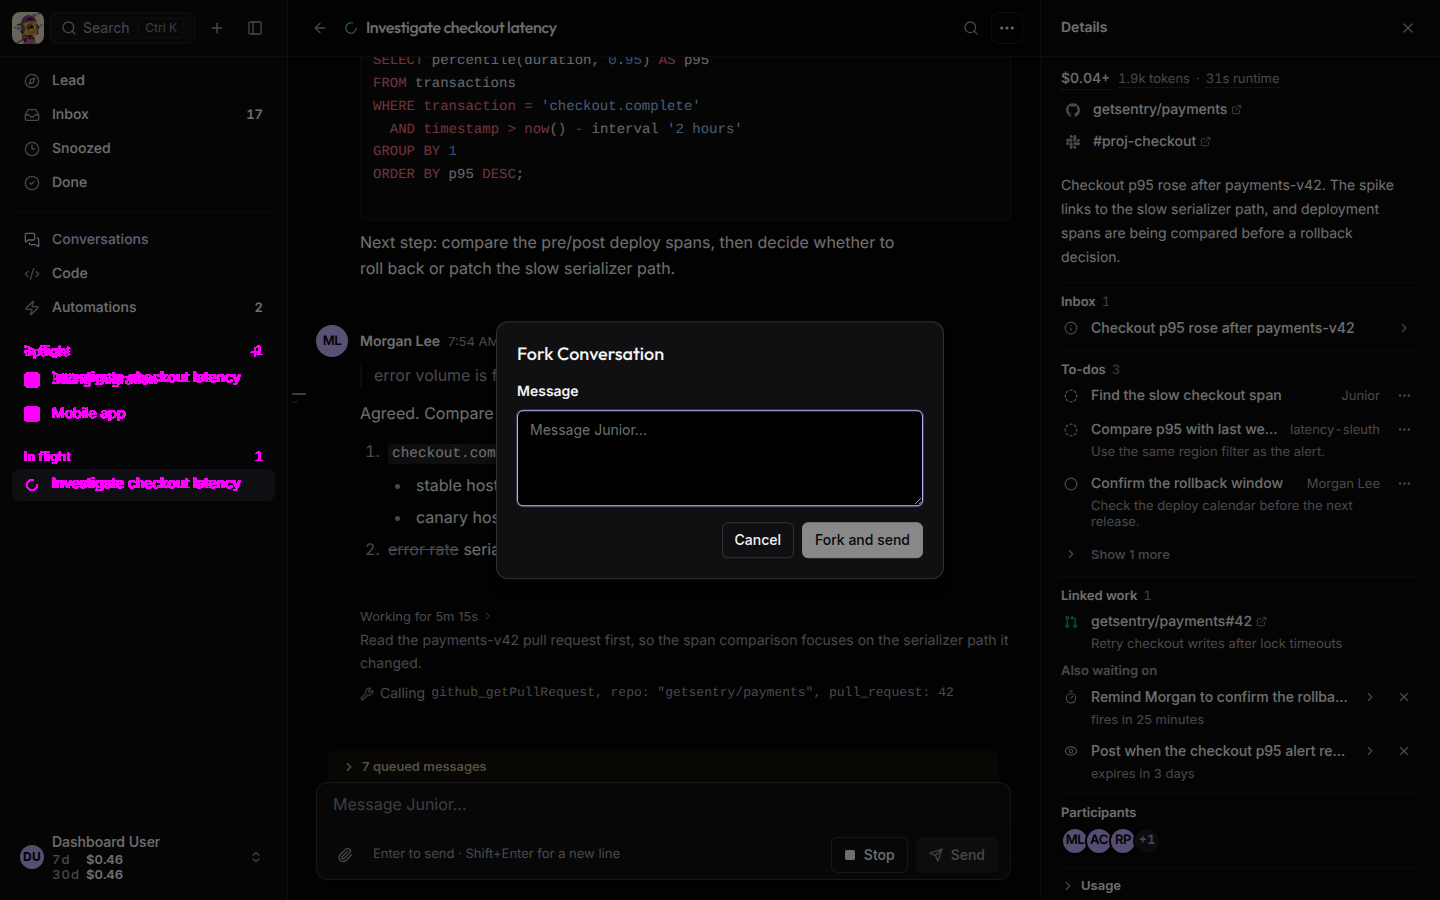 Search Ctrl K
Lead
Inbox 17
Snoozed
Done
Conversations
Code
Automations 2
Mobile app
In flight 1
Investigate checkout latency
Dashboard User
7d $0.46
30d $0.46
Investigate checkout latency
SELECT percentile(duration, 0.95) AS p95
FROM transactions
WHERE transaction = 'checkout.complete'
AND timestamp > now() - interval '2 hours'
GROUP BY 1
ORDER BY p95 DESC;
Next step: compare the pre/post deploy spans, then decide whether to
roll back or patch the slow serializer path.
ML Morgan Lee 7:54 AM
error volume is f
Agreed. Compare
1. checkout.com
• stable host
• canary hos
2. error rate seria
Fork Conversation
Message
Message Junior...
Cancel Fork and send
Working for 5m 15s
Read the payments-v42 pull request first, so the span comparison focuses on the serializer path it
changed.
Calling github_getPullRequest, repo: "getsentry/payments", pull_request: 42
7 queued messages
Message Junior...
Enter to send · Shift+Enter for a new line
Stop Send
Details
$0.04+ 1.9k tokens · 31s runtime
getsentry/payments
#proj-checkout
Checkout p95 rose after payments-v42. The spike
links to the slow serializer path, and deployment
spans are being compared before a rollback
decision.
Inbox 1
Checkout p95 rose after payments-v42
To-dos 3
Find the slow checkout span Junior
Compare p95 with last we... latency-sleuth
Use the same region filter as the alert.
Confirm the rollback window Morgan Lee
Check the deploy calendar before the next
release.
Show 1 more
Linked work 1
getsentry/payments#42
Retry checkout writes after lock timeouts
Also waiting on
Remind Morgan to confirm the rollba...
fires in 25 minutes
Post when the checkout p95 alert re...
expires in 3 days
Participants
ML AC RP +1
Usage
DU